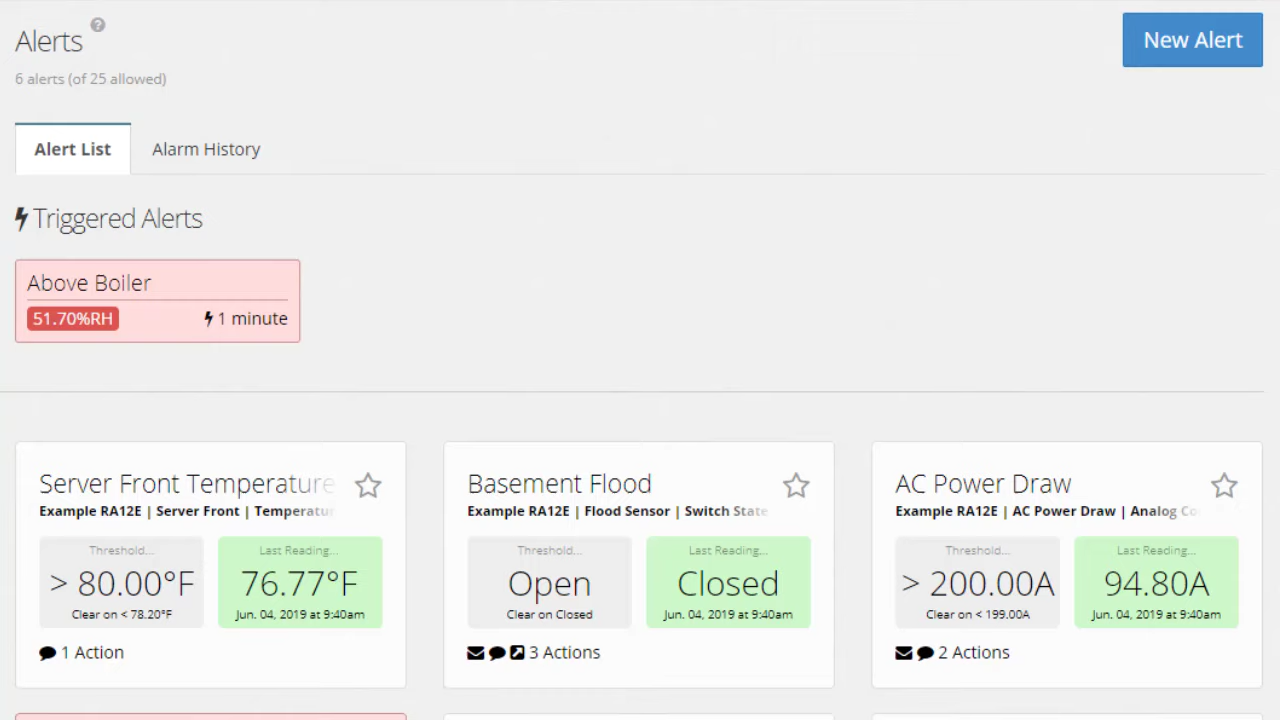 Alerts ?
6 alerts (of 25 allowed)
New Alert
Alert List
Alarm History
Triggered Alerts
Above Boiler
51.70%RH
1 minute
Server Front Temperature
Example RA12E | Server Front | Temperatur
Threshold...
> 80.00°F
Clear on < 78.20°F
Last Reading...
76.77°F
Jun. 04, 2019 at 9:40am
1 Action
Basement Flood
Example RA12E | Flood Sensor | Switch State
Threshold...
Open
Clear on Closed
Last Reading...
Closed
Jun. 04, 2019 at 9:40am
3 Actions
AC Power Draw
Example RA12E | AC Power Draw | Analog Co
Threshold...
> 200.00A
Clear on < 199.00A
Last Reading...
94.80A
Jun. 04, 2019 at 9:40am
2 Actions